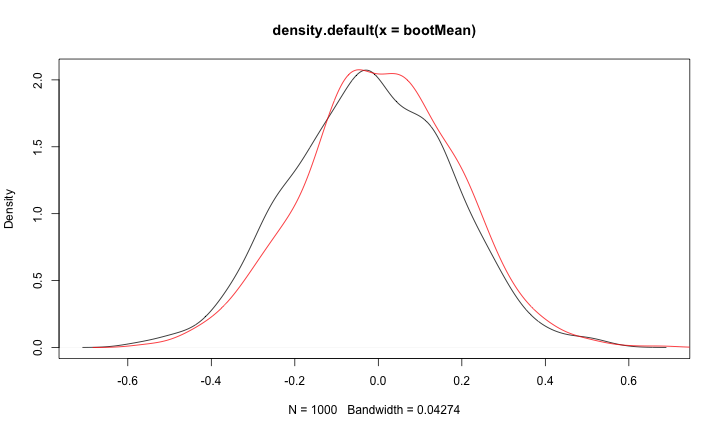 density.default(x = bootMean)
Density
2.0
1.5
1.0
0.5
0.0
-0.6 -0.4 -0.2 0.0 0.2 0.4 0.6
N = 1000 Bandwidth = 0.04274